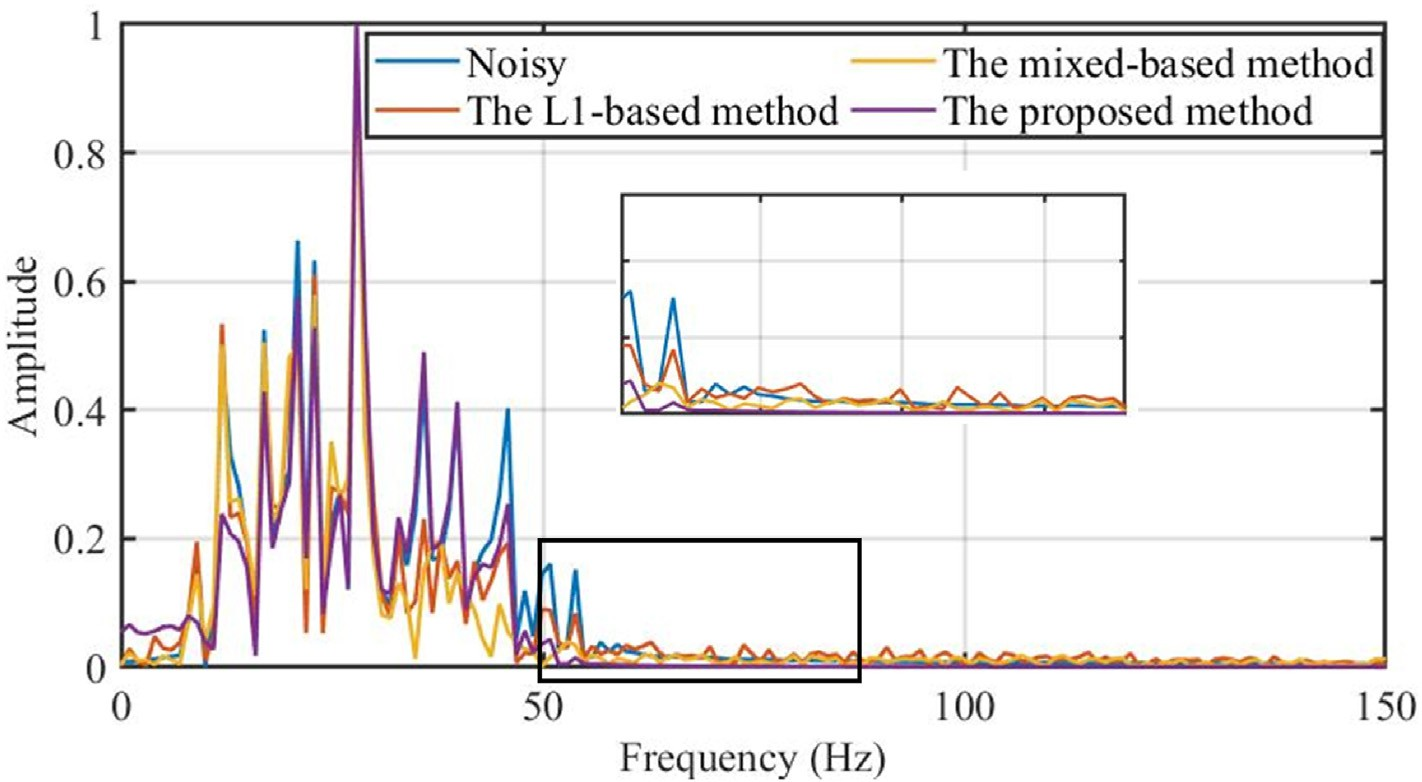 1
0.8
0.6
0.4
0.2
0
Amplitude
Noisy
The L1-based method
The mixed-based method
The proposed method
0
50
100
150
Frequency (Hz)